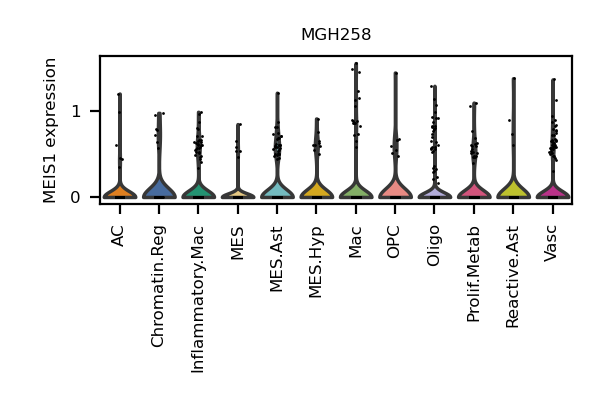 MGH258
MEIS1 expression
1
0
AC
Chromatin.Reg
Inflammatory.Mac
MES
MES.Ast
MES.Hyp
Mac
OPC
Oligo
Prolif.Metab
Reactive.Ast
Vasc